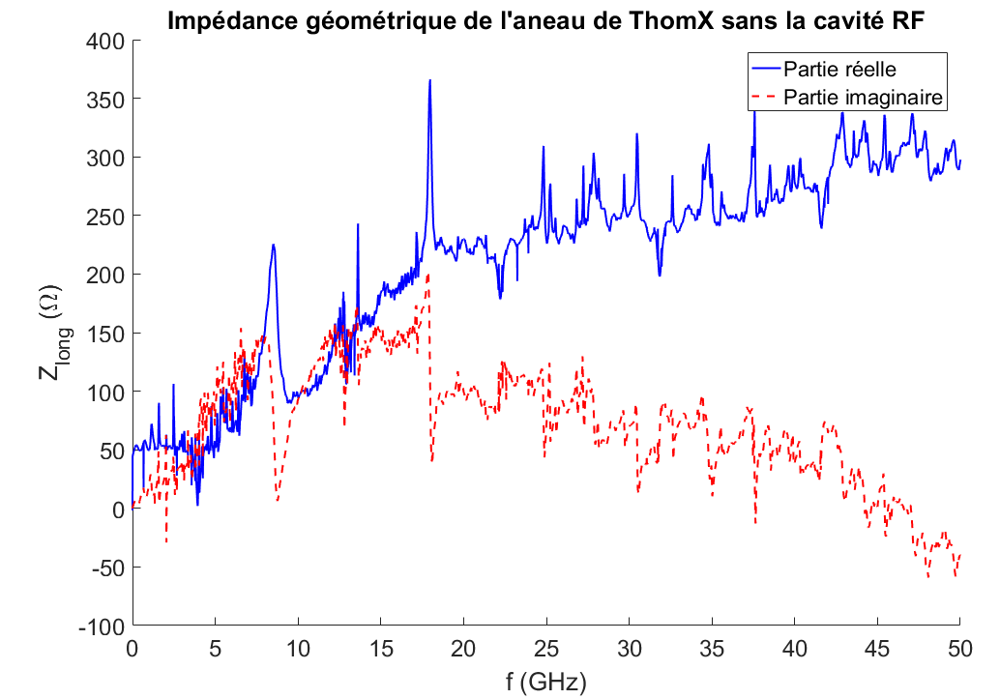 Impédance géométrique de l'aneau de ThomX sans la cavité RF
400
350
300
250
200
150
100
50
0
-50
-100
Z_long (Ω)
Partie réelle
Partie imaginaire
0 5 10 15 20 25 30 35 40 45 50
f (GHz)